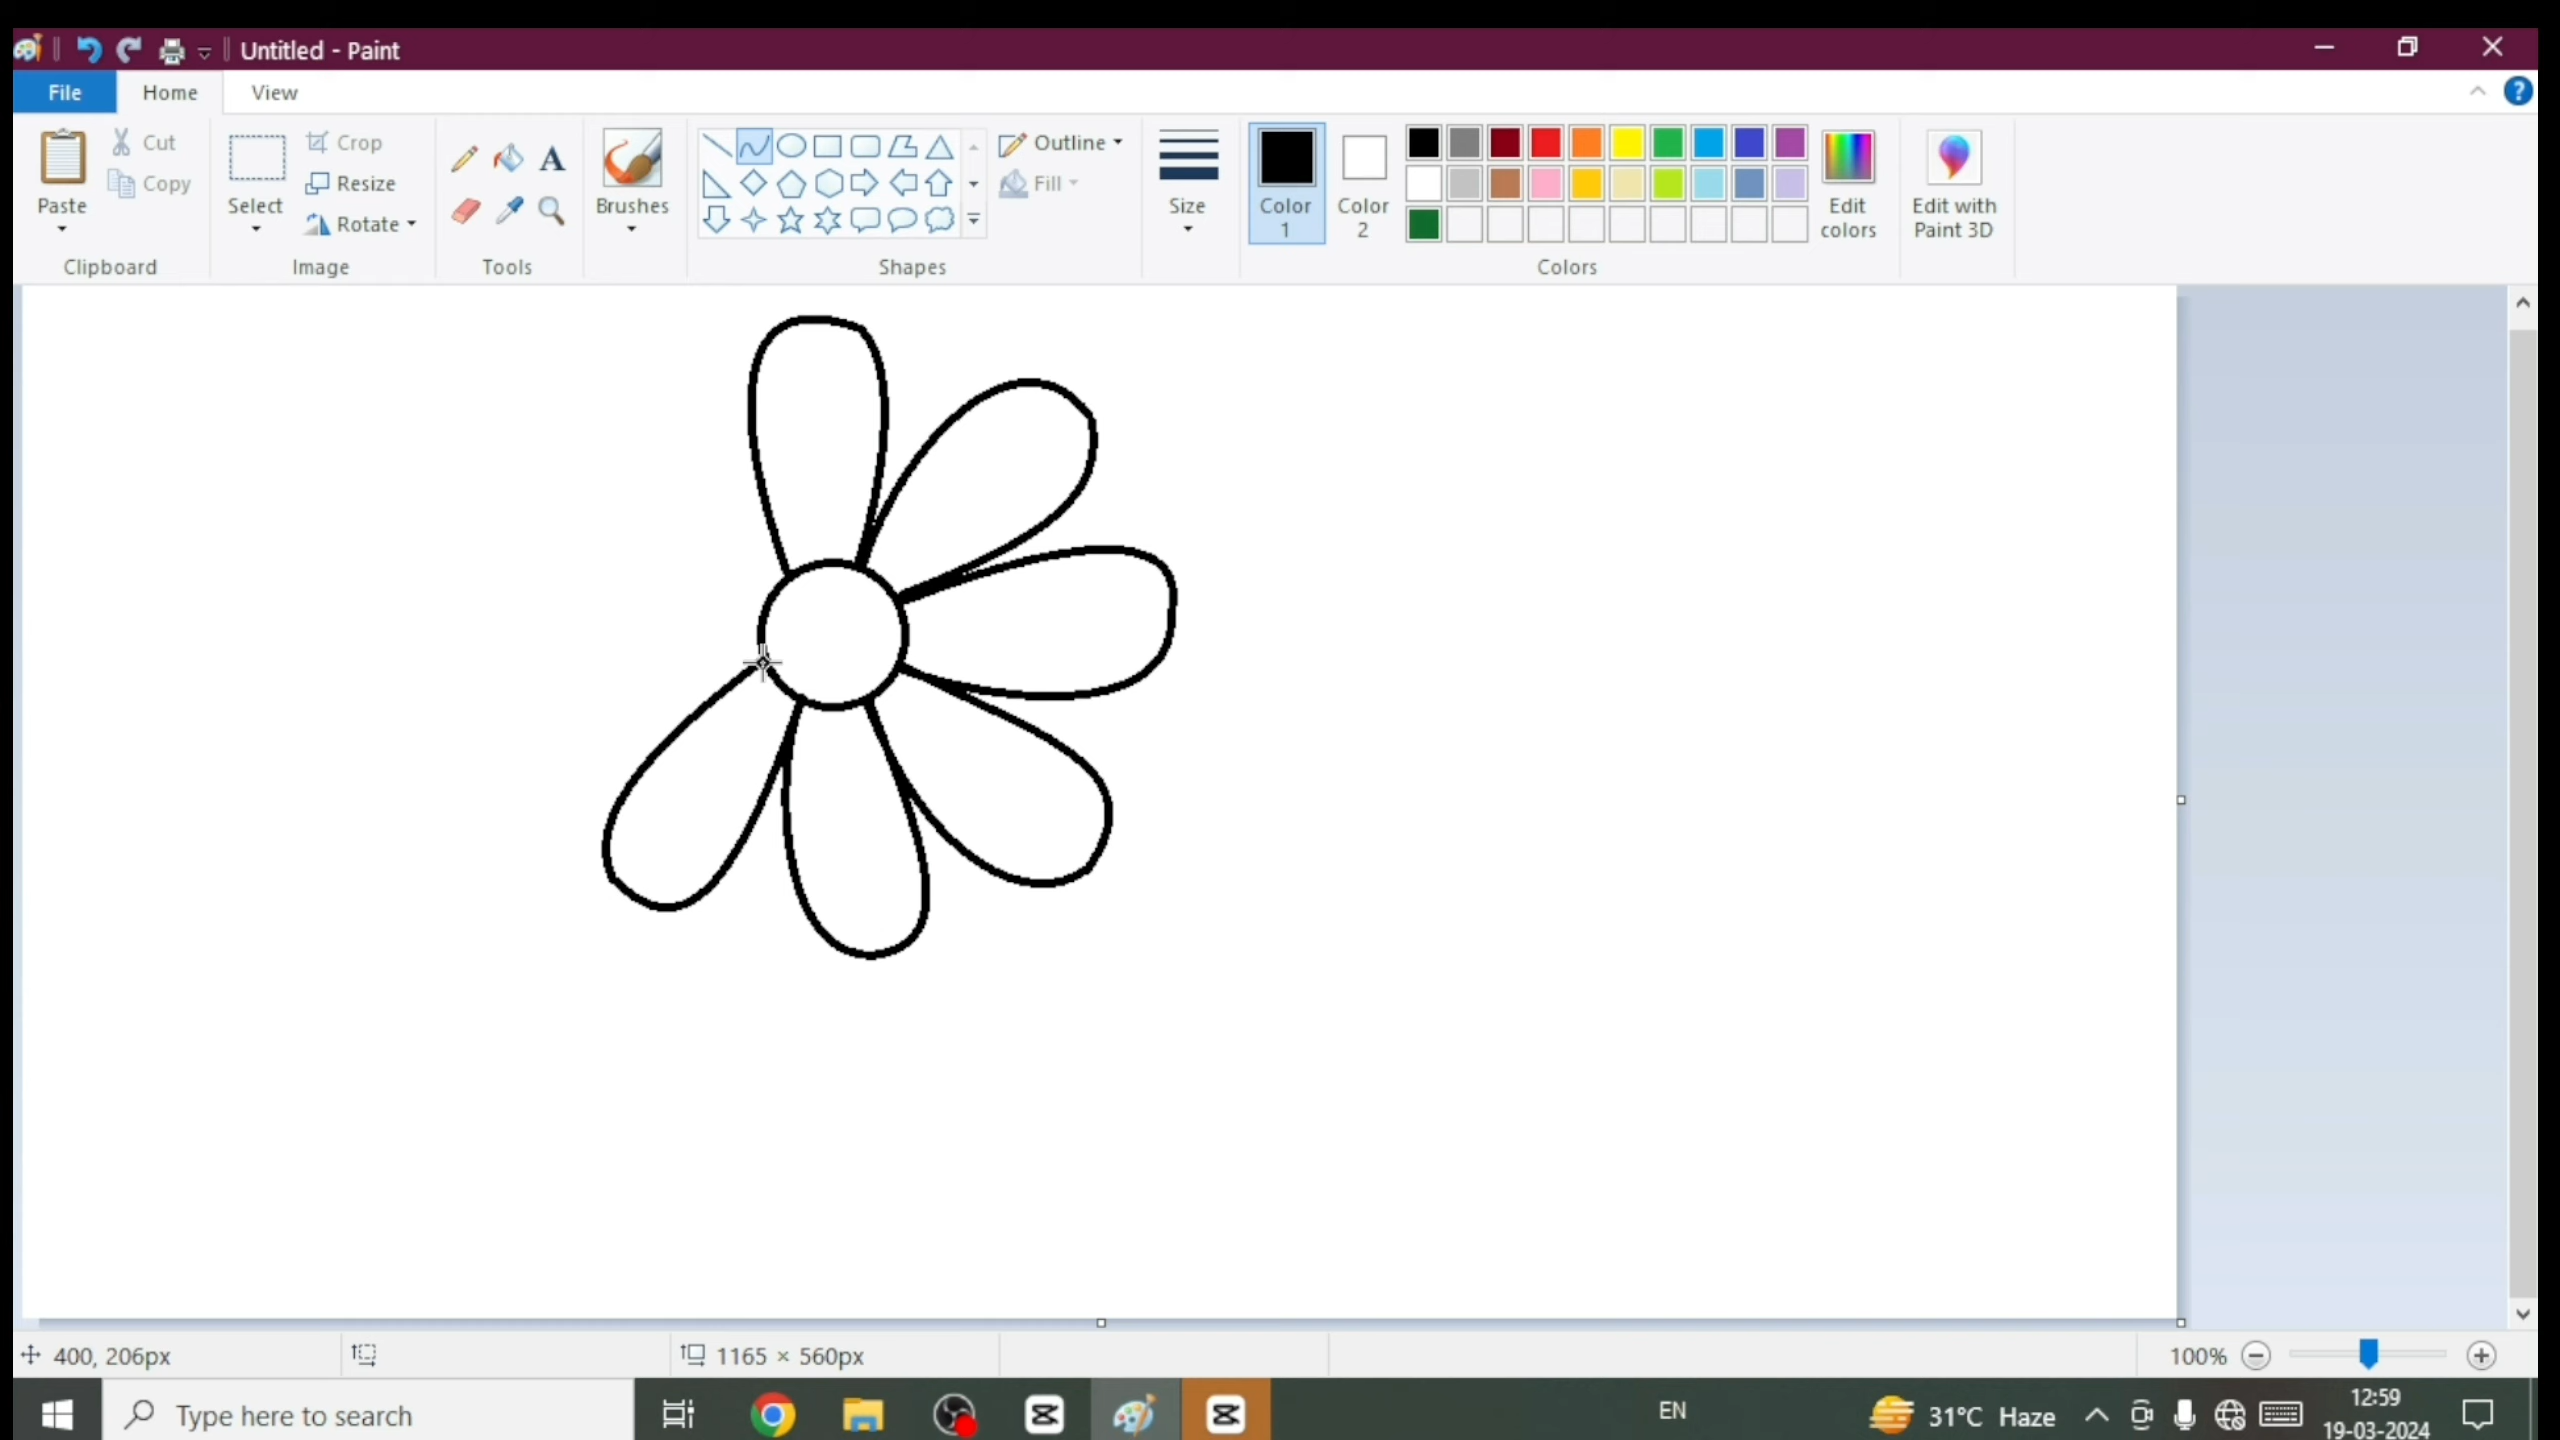 Untitled - Paint
File Home View
Paste Cut Copy Clipboard
Select Crop Resize Rotate Image
A Tools
Brushes
Shapes Outline Fill
Size
Color 1 Color 2 Colors Edit colors
Edit with Paint 3D
400, 206px 1165 × 560px 100%
Type here to search EN 31°C Haze 12:59
19-03-2024